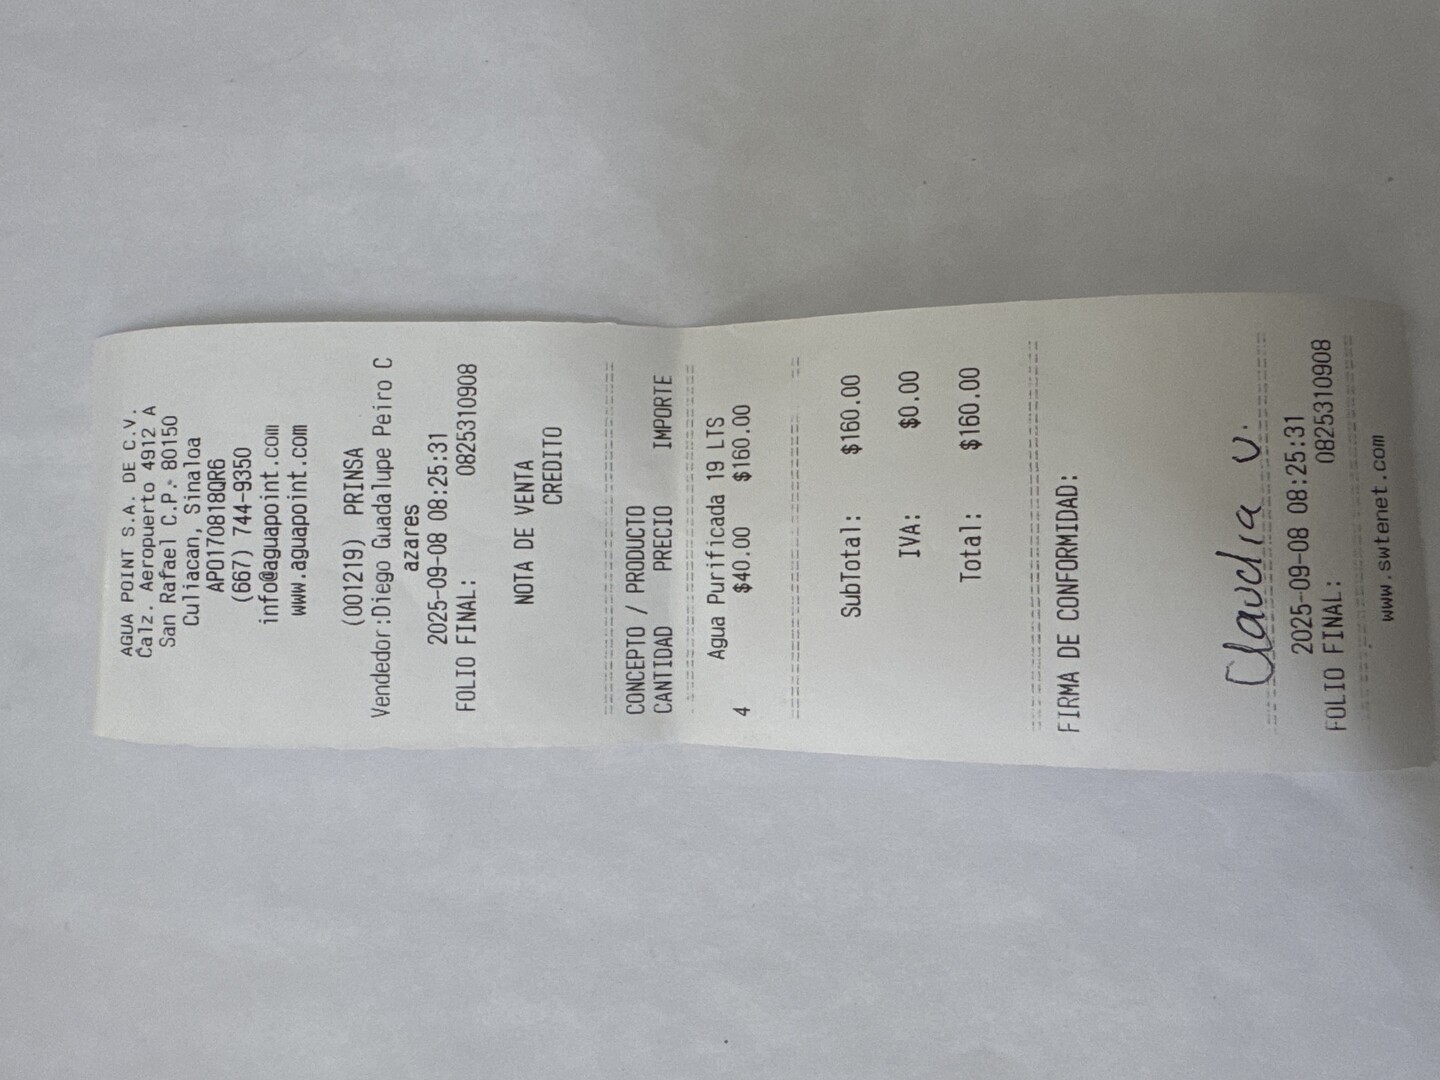 AGUA POINT S.A. DE C.V.
Calz. Aeropuerto 4912 A
San Rafael C.P. 80150
Culiacan, Sinaloa
APO170818QR6
(667) 744-9350
info@aguapoint.com
www.aguapoint.com
(001219) PRINSA
Vendedor:Diego Guadalupe Peiro C
azares
2025-09-08 08:25:31
FOLIO FINAL: 0825310908
NOTA DE VENTA
CREDITO
CONCEPTO / PRODUCTO
CANTIDAD PRECIO IMPORTE
Agua Purificada 19 LTS
4 $40.00 $160.00
SubTotal: $160.00
IVA: $0.00
Total: $160.00
FIRMA DE CONFORMIDAD:
Claudia V.
2025-09-08 08:25:31
FOLIO FINAL: 0825310908
www.swtenet.com